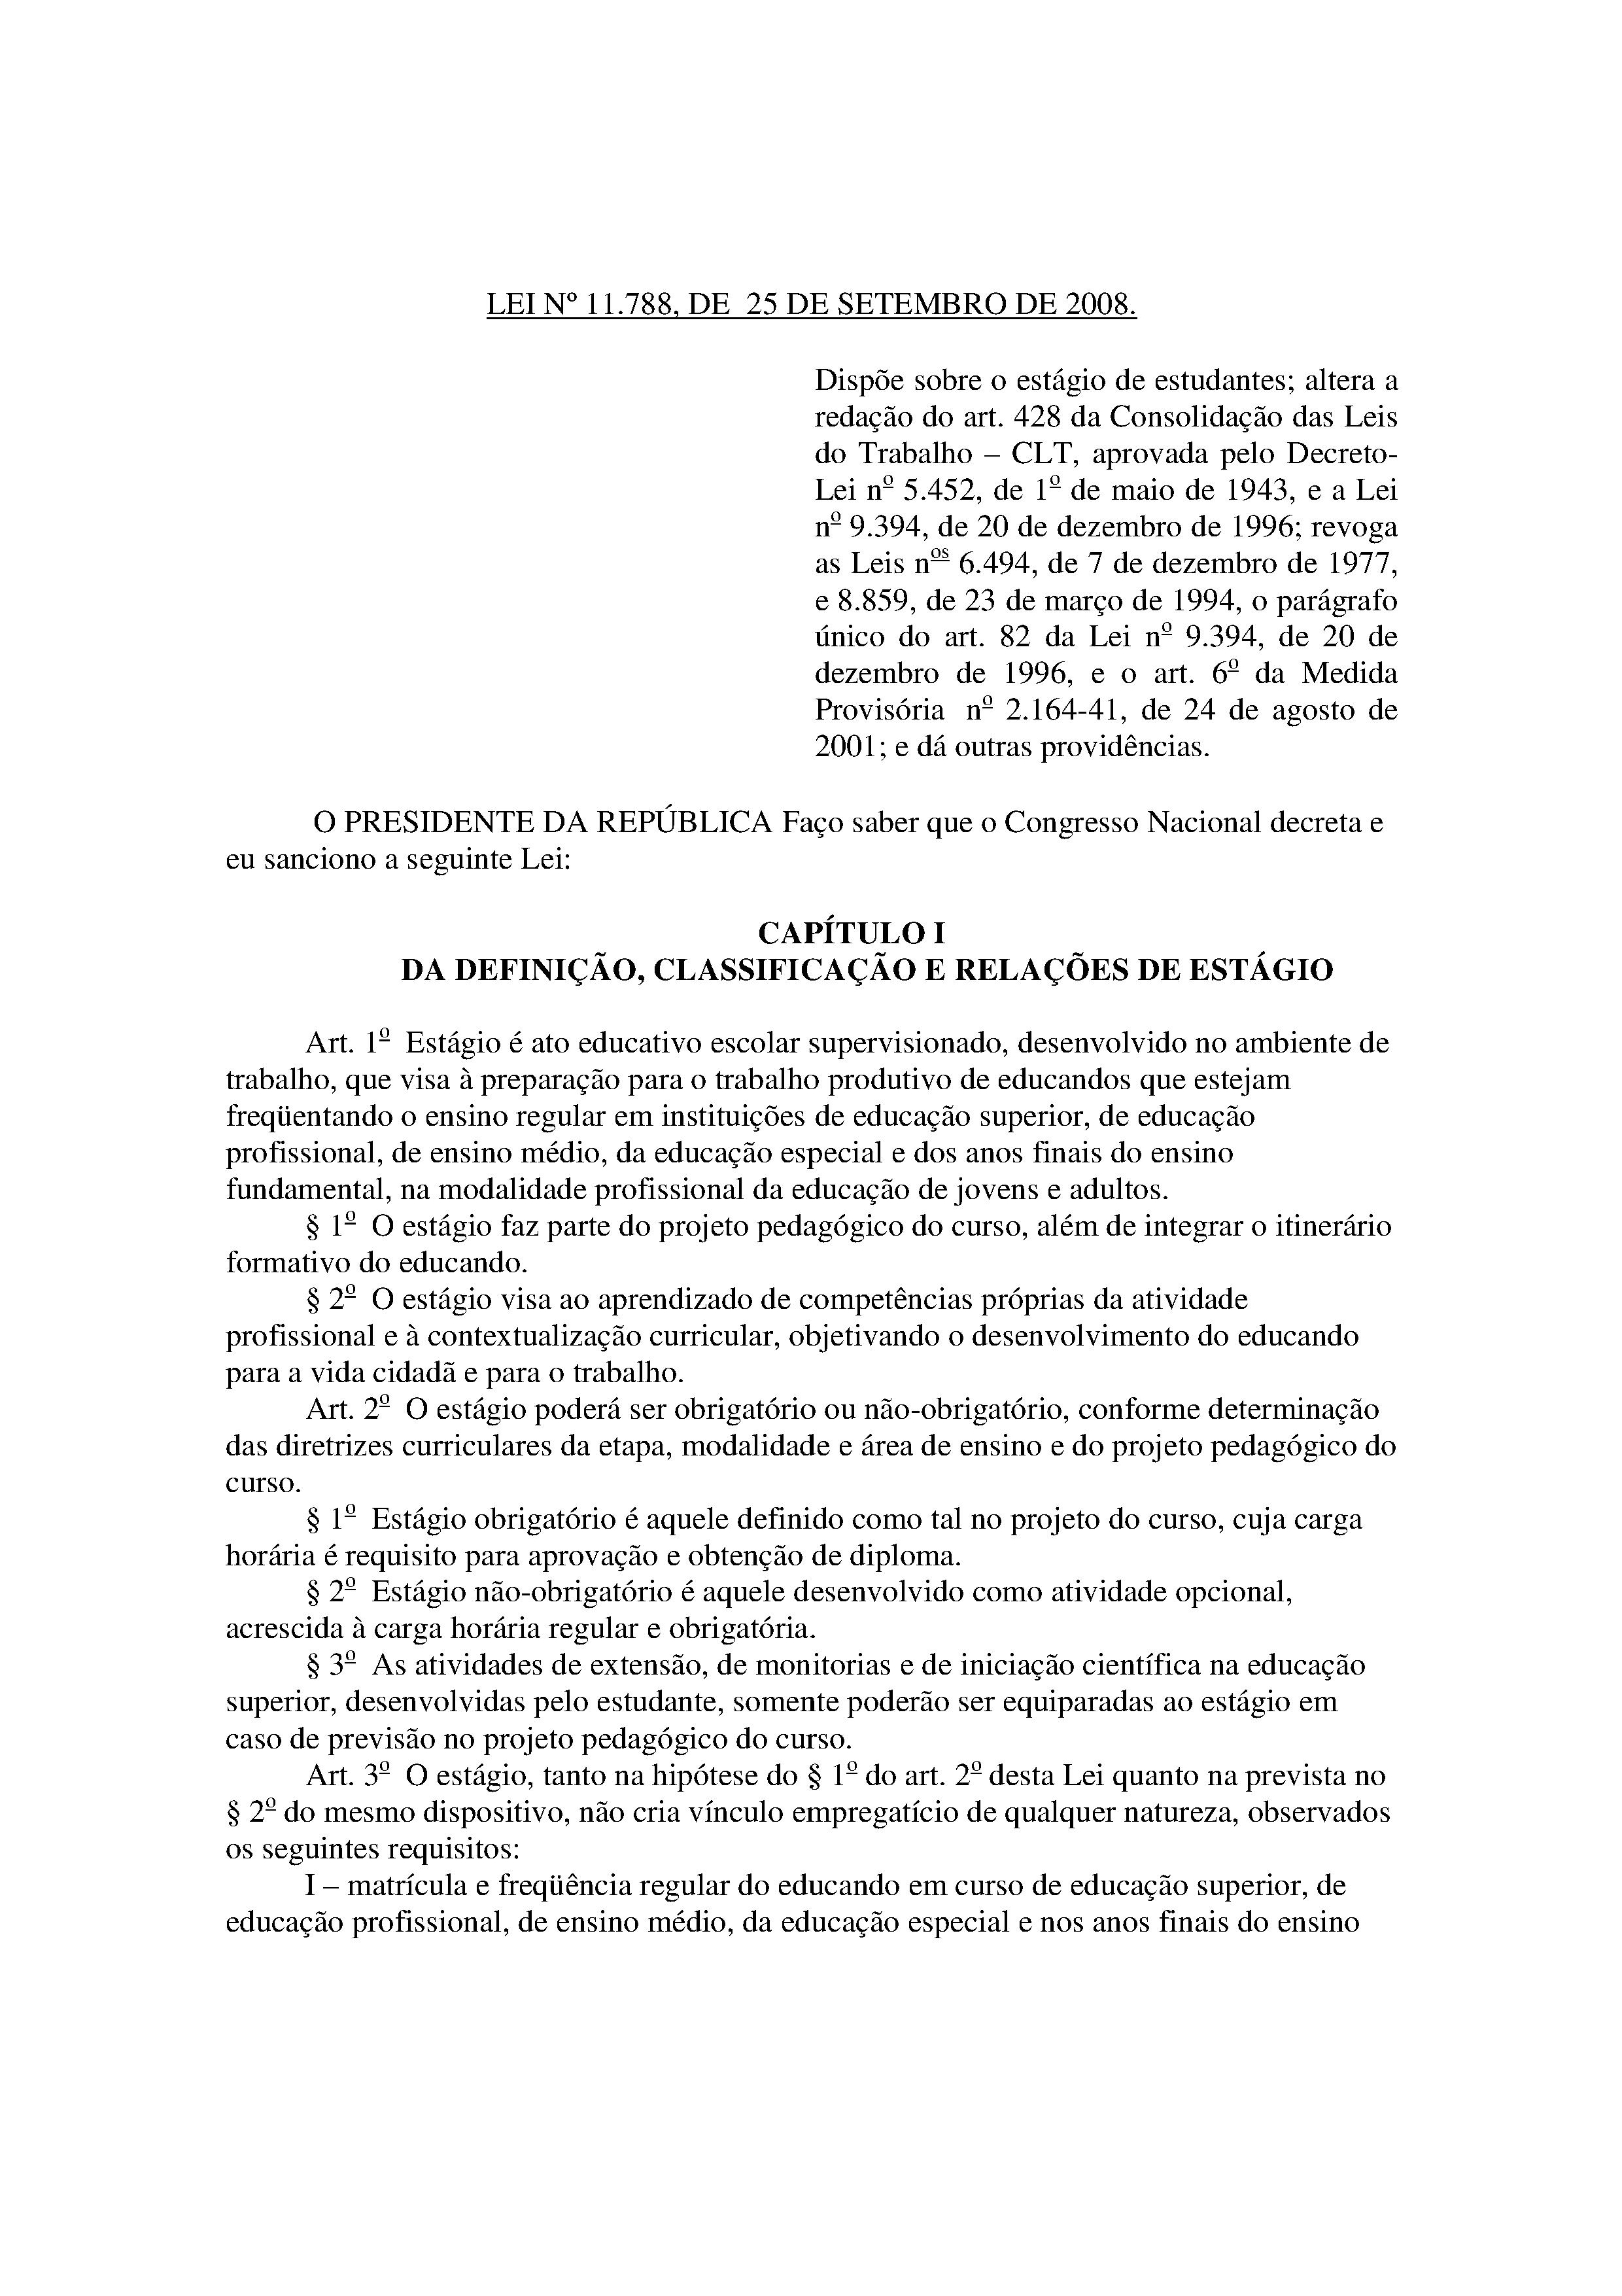 LEI Nº 11.788, DE  25 DE SETEMBRO DE 2008.
Dispõe sobre o estágio de estudantes; altera a
redação do art. 428 da Consolidação das Leis
do Trabalho – CLT, aprovada pelo Decreto-
Lei nº 5.452, de 1º de maio de 1943, e a Lei
nº 9.394, de 20 de dezembro de 1996; revoga
as Leis nos 6.494, de 7 de dezembro de 1977,
e 8.859, de 23 de março de 1994, o parágrafo
único do art. 82 da Lei nº 9.394, de 20 de
dezembro de 1996, e o art. 6º da Medida
Provisória  nº 2.164-41, de 24 de agosto de
2001; e dá outras providências.
O PRESIDENTE DA REPÚBLICA Faço saber que o Congresso Nacional decreta e
eu sanciono a seguinte Lei:
CAPÍTULO I
DA DEFINIÇÃO, CLASSIFICAÇÃO E RELAÇÕES DE ESTÁGIO
Art. 1º  Estágio é ato educativo escolar supervisionado, desenvolvido no ambiente de
trabalho, que visa à preparação para o trabalho produtivo de educandos que estejam
freqüentando o ensino regular em instituições de educação superior, de educação
profissional, de ensino médio, da educação especial e dos anos finais do ensino
fundamental, na modalidade profissional da educação de jovens e adultos.
§ 1º  O estágio faz parte do projeto pedagógico do curso, além de integrar o itinerário
formativo do educando.
§ 2º  O estágio visa ao aprendizado de competências próprias da atividade
profissional e à contextualização curricular, objetivando o desenvolvimento do educando
para a vida cidadã e para o trabalho.
Art. 2º  O estágio poderá ser obrigatório ou não-obrigatório, conforme determinação
das diretrizes curriculares da etapa, modalidade e área de ensino e do projeto pedagógico do
curso.
§ 1º  Estágio obrigatório é aquele definido como tal no projeto do curso, cuja carga
horária é requisito para aprovação e obtenção de diploma.
§ 2º  Estágio não-obrigatório é aquele desenvolvido como atividade opcional,
acrescida à carga horária regular e obrigatória.
§ 3º  As atividades de extensão, de monitorias e de iniciação científica na educação
superior, desenvolvidas pelo estudante, somente poderão ser equiparadas ao estágio em
caso de previsão no projeto pedagógico do curso.
Art. 3º  O estágio, tanto na hipótese do § 1º do art. 2º desta Lei quanto na prevista no
§ 2º do mesmo dispositivo, não cria vínculo empregatício de qualquer natureza, observados
os seguintes requisitos:
I – matrícula e freqüência regular do educando em curso de educação superior, de
educação profissional, de ensino médio, da educação especial e nos anos finais do ensino